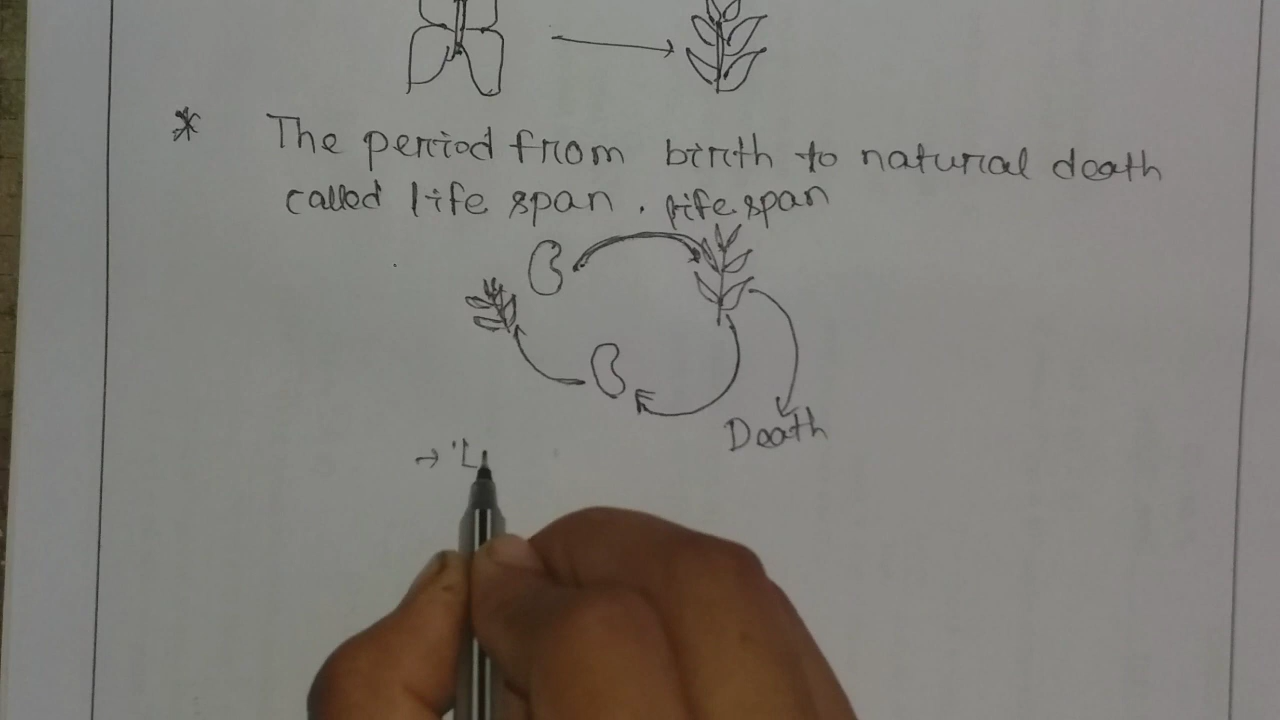 * The period from birth to natural death
called life span. life span
Death
→ 'L